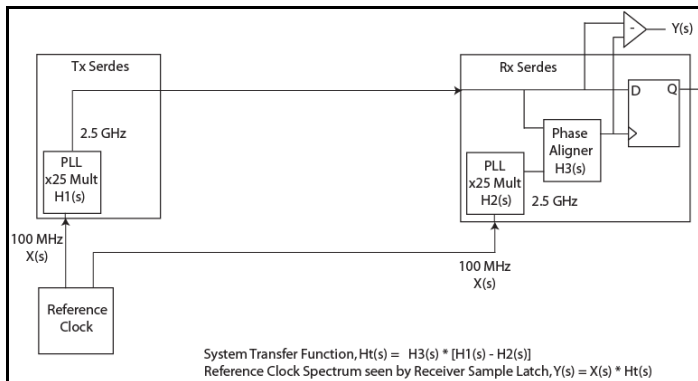 Y(s)
-
Tx Serdes
Rx Serdes
D
Q
2.5 GHz
Phase
Aligner
H3(s)
PLL
x25 Mult
H1(s)
PLL
x25 Mult
H2(s)
2.5 GHz
100 MHz
X(s)
100 MHz
X(s)
Reference
Clock
System Transfer Function, Ht(s) = H3(s) * [H1(s) - H2(s)]
Reference Clock Spectrum seen by Receiver Sample Latch, Y(s) = X(s) * Ht(s)